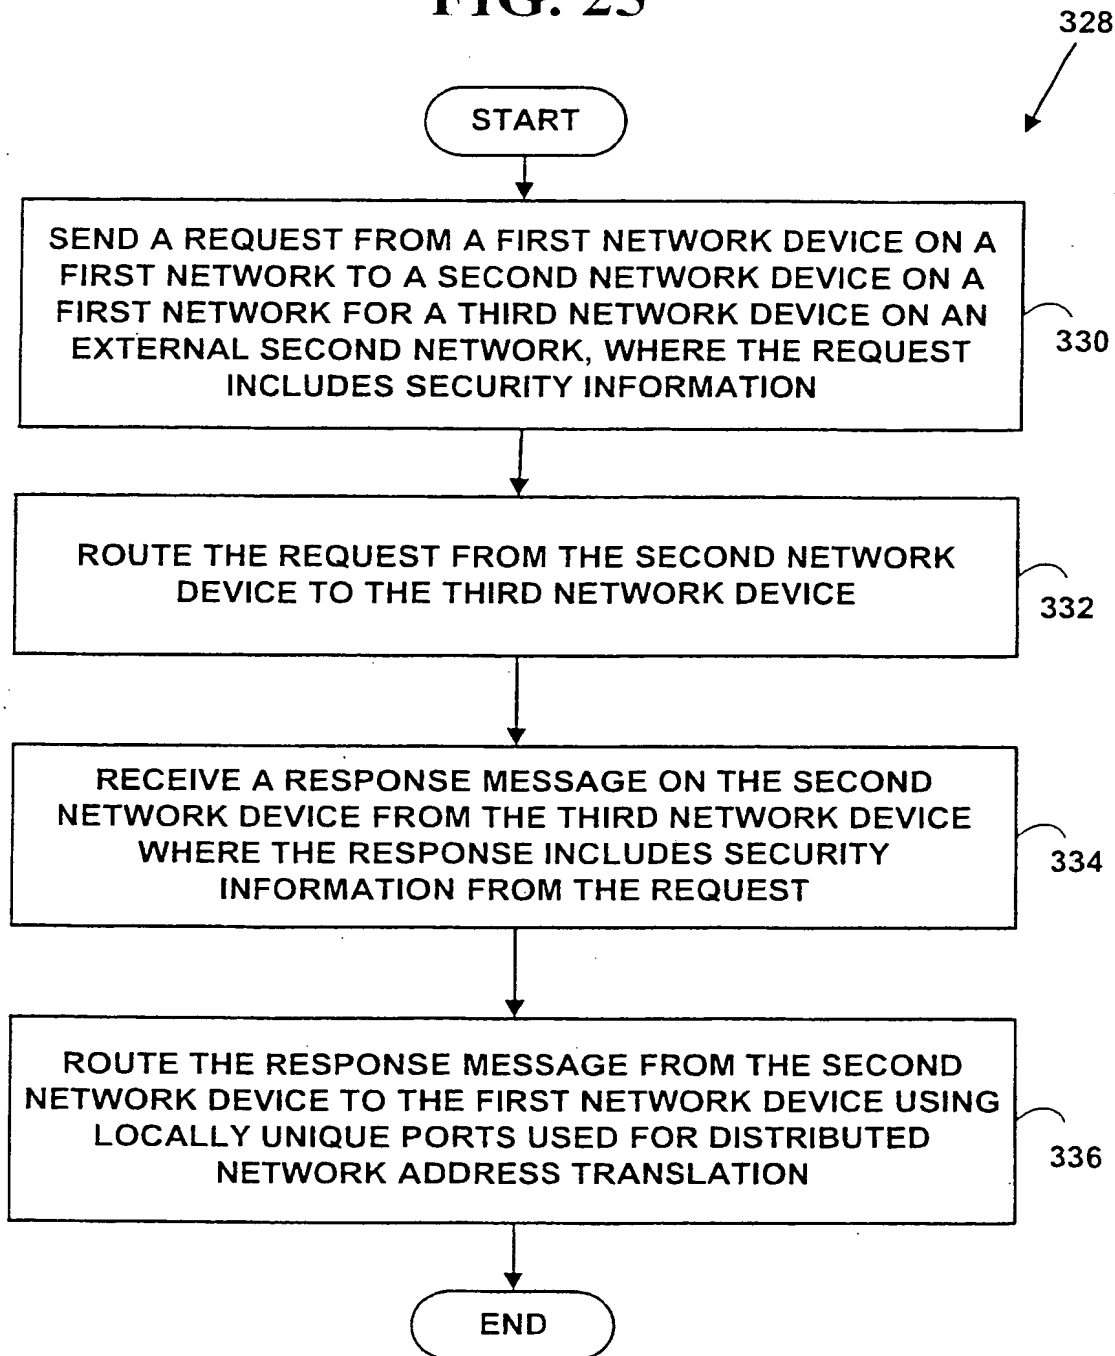 FIG. 23
328
START
SEND A REQUEST FROM A FIRST NETWORK DEVICE ON A
FIRST NETWORK TO A SECOND NETWORK DEVICE ON A
FIRST NETWORK FOR A THIRD NETWORK DEVICE ON AN
EXTERNAL SECOND NETWORK, WHERE THE REQUEST
INCLUDES SECURITY INFORMATION
330
ROUTE THE REQUEST FROM THE SECOND NETWORK
DEVICE TO THE THIRD NETWORK DEVICE
332
RECEIVE A RESPONSE MESSAGE ON THE SECOND
NETWORK DEVICE FROM THE THIRD NETWORK DEVICE
WHERE THE RESPONSE INCLUDES SECURITY
INFORMATION FROM THE REQUEST
334
ROUTE THE RESPONSE MESSAGE FROM THE SECOND
NETWORK DEVICE TO THE FIRST NETWORK DEVICE USING
LOCALLY UNIQUE PORTS USED FOR DISTRIBUTED
NETWORK ADDRESS TRANSLATION
336
END